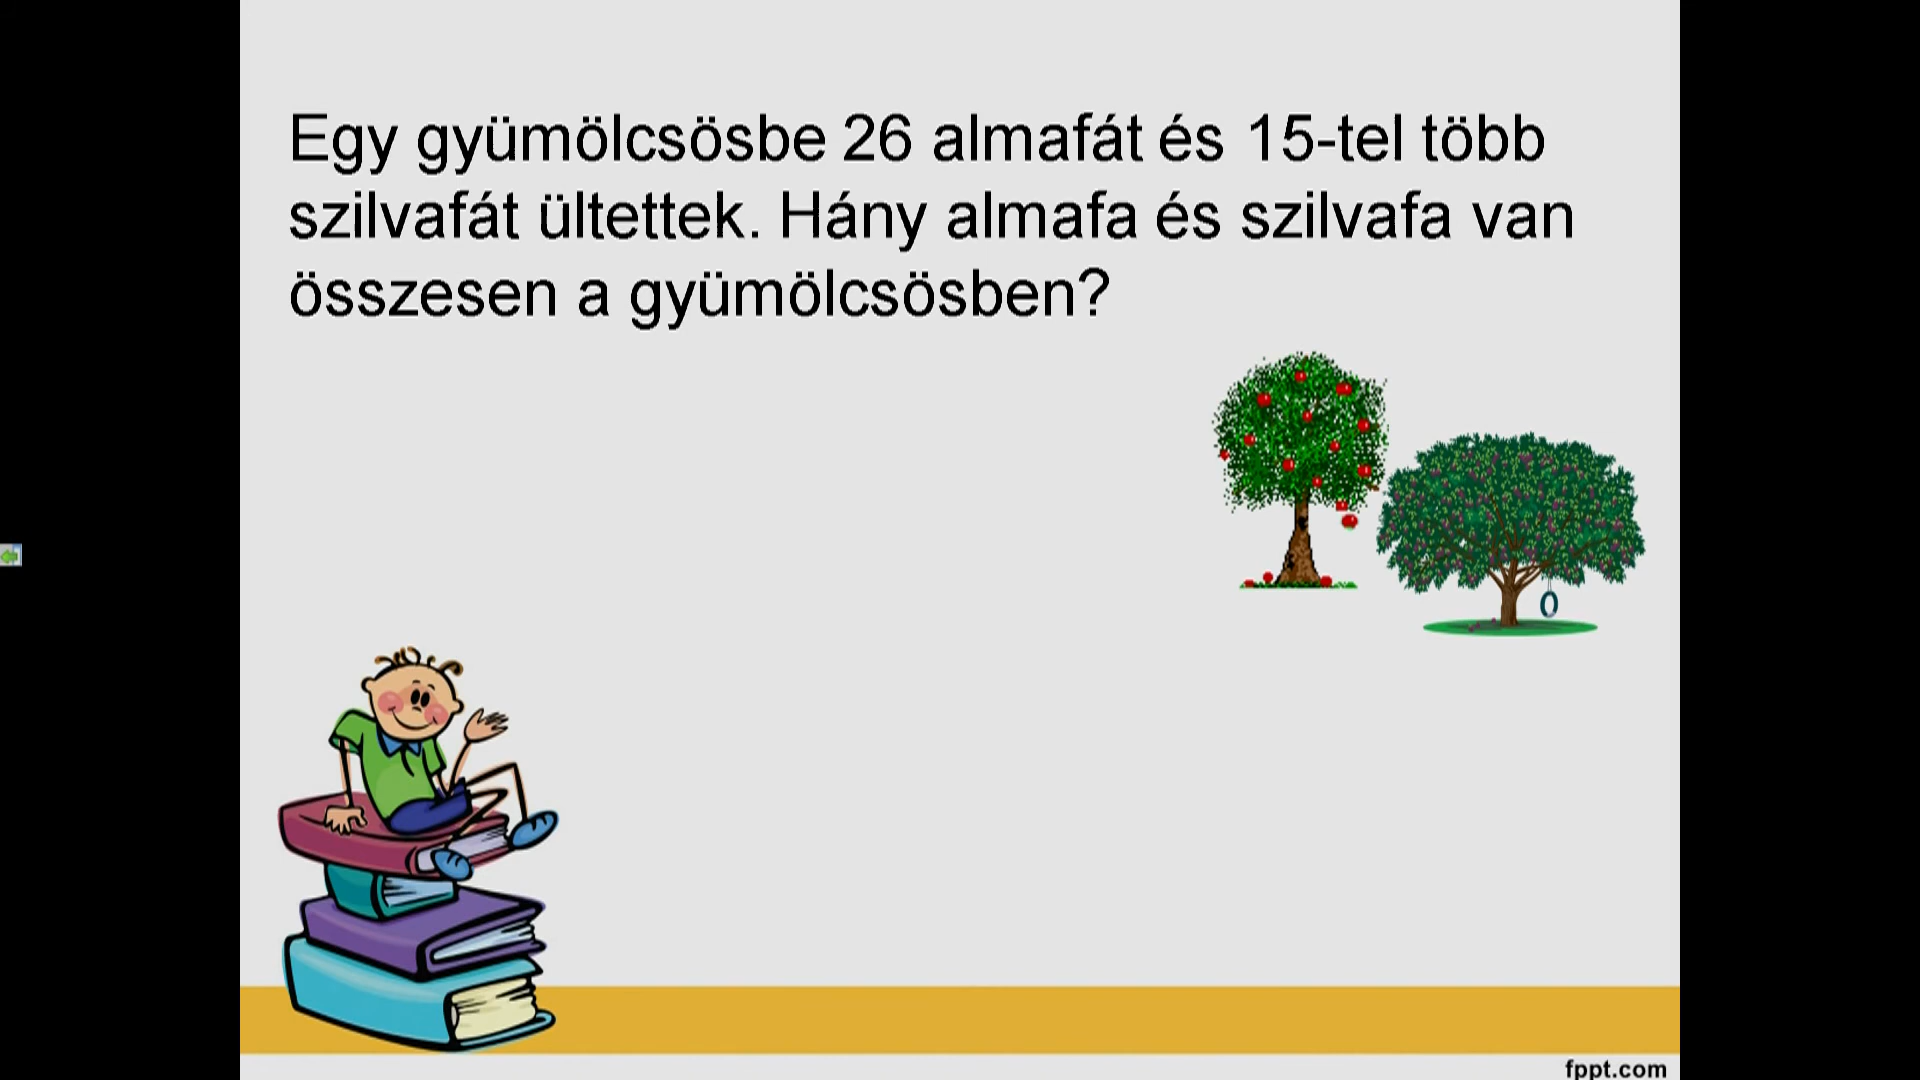 Egy gyümölcsösbe 26 almafát és 15-tel több
szilvafát ültettek. Hány almafa és szilvafa van
összesen a gyümölcsösben?
fppt.com